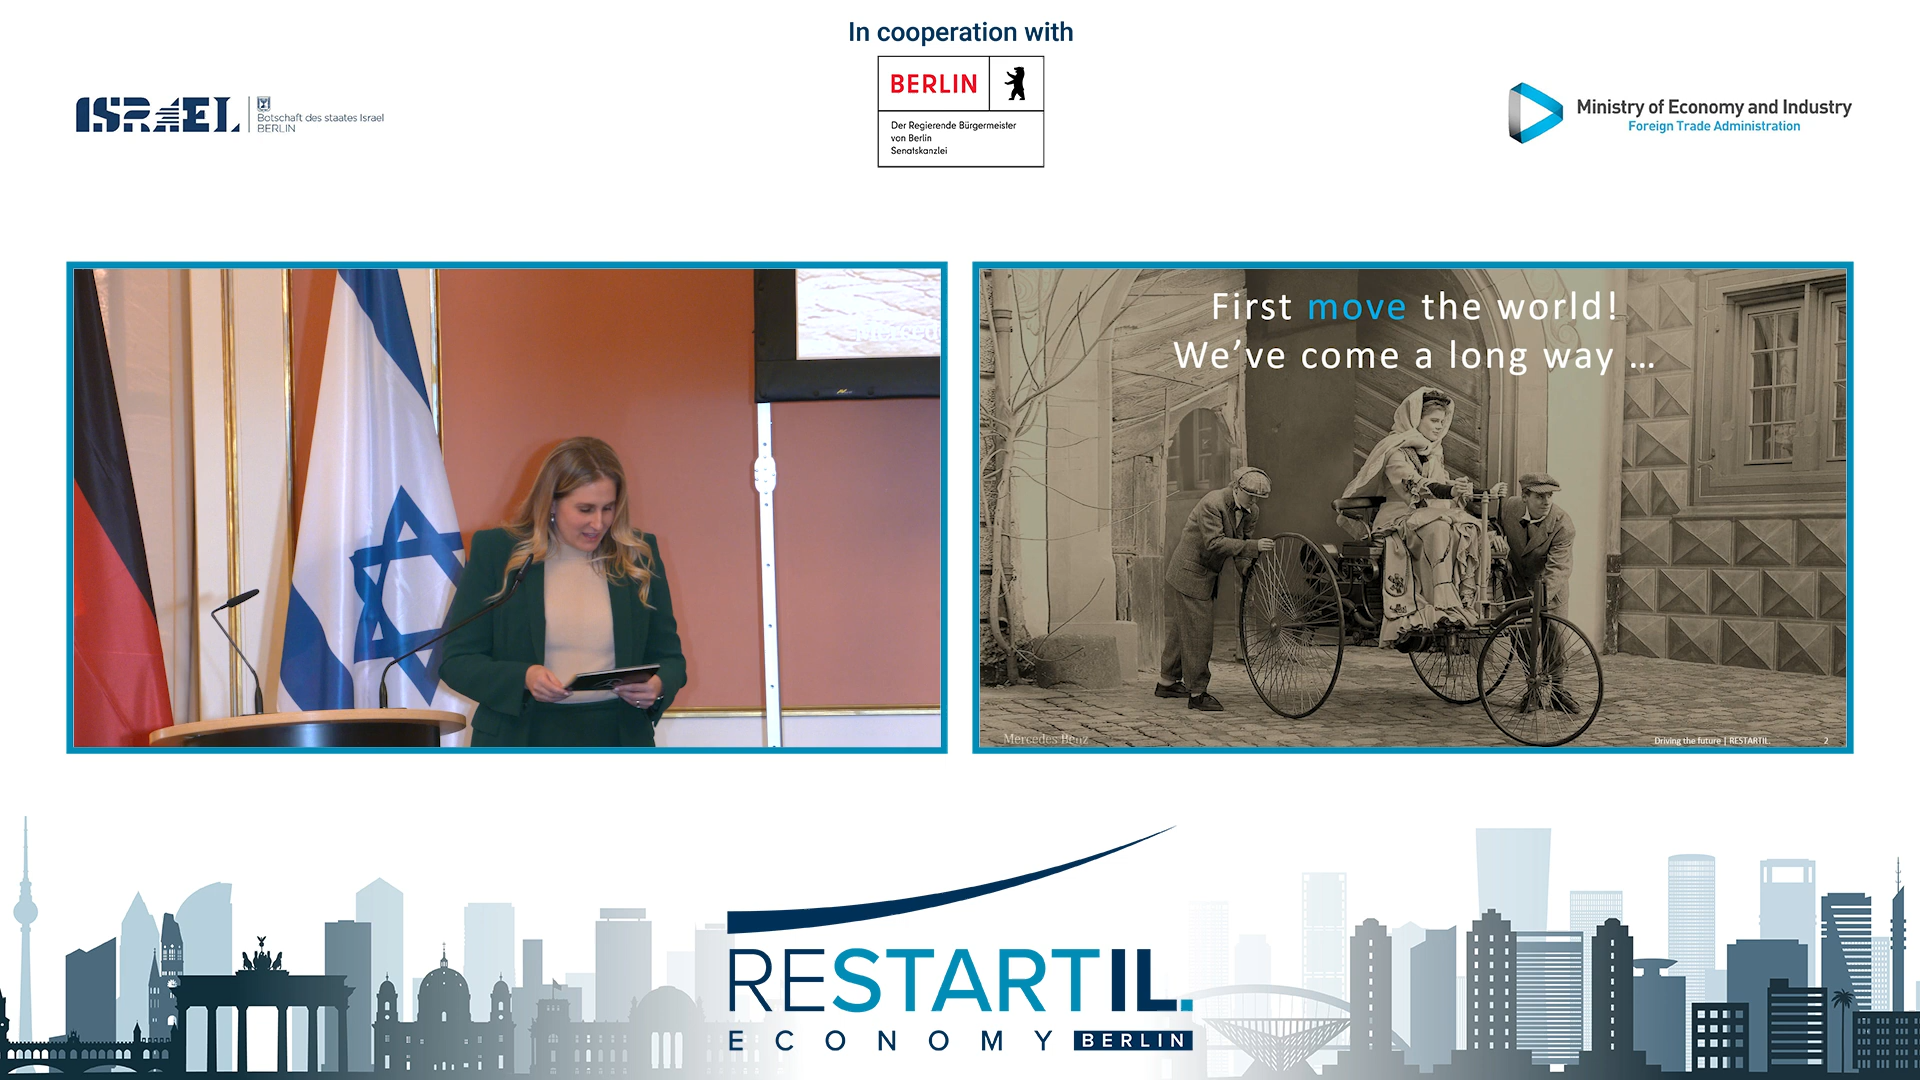 In cooperation with
BERLIN
Der Regierende Bürgermeister
von Berlin
Senatskanzlei
ISRAEL
Botschaft des staates Israel
BERLIN
Ministry of Economy and Industry
Foreign Trade Administration
First move the world!
We've come a long way ...
Mercedes Benz
Driving the future | RESTARTIL.
2
RESTARTIL.
ECONOMY BERLIN